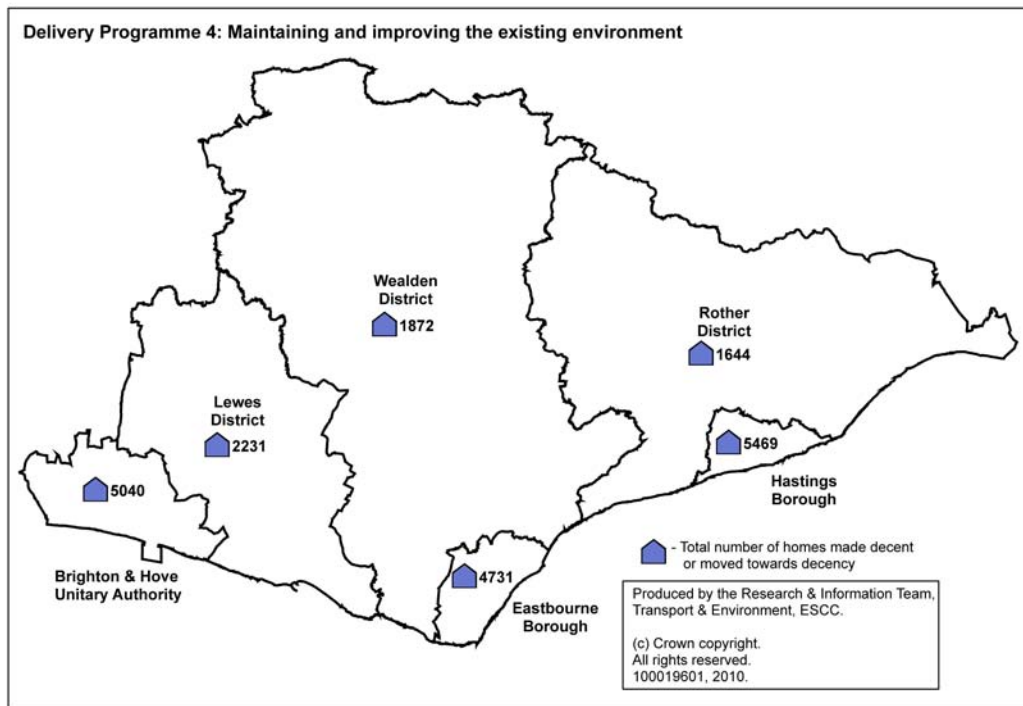 Delivery Programme 4: Maintaining and improving the existing environment
Wealden
District
1872
Rother
District
1644
Lewes
District
2231
5469
Hastings
Borough
5040
Brighton & Hove
Unitary Authority
4731
Eastbourne
Borough
- Total number of homes made decent
or moved towards decency
Produced by the Research & Information Team,
Transport & Environment, ESCC.
(c) Crown copyright.
All rights reserved.
100019601, 2010.